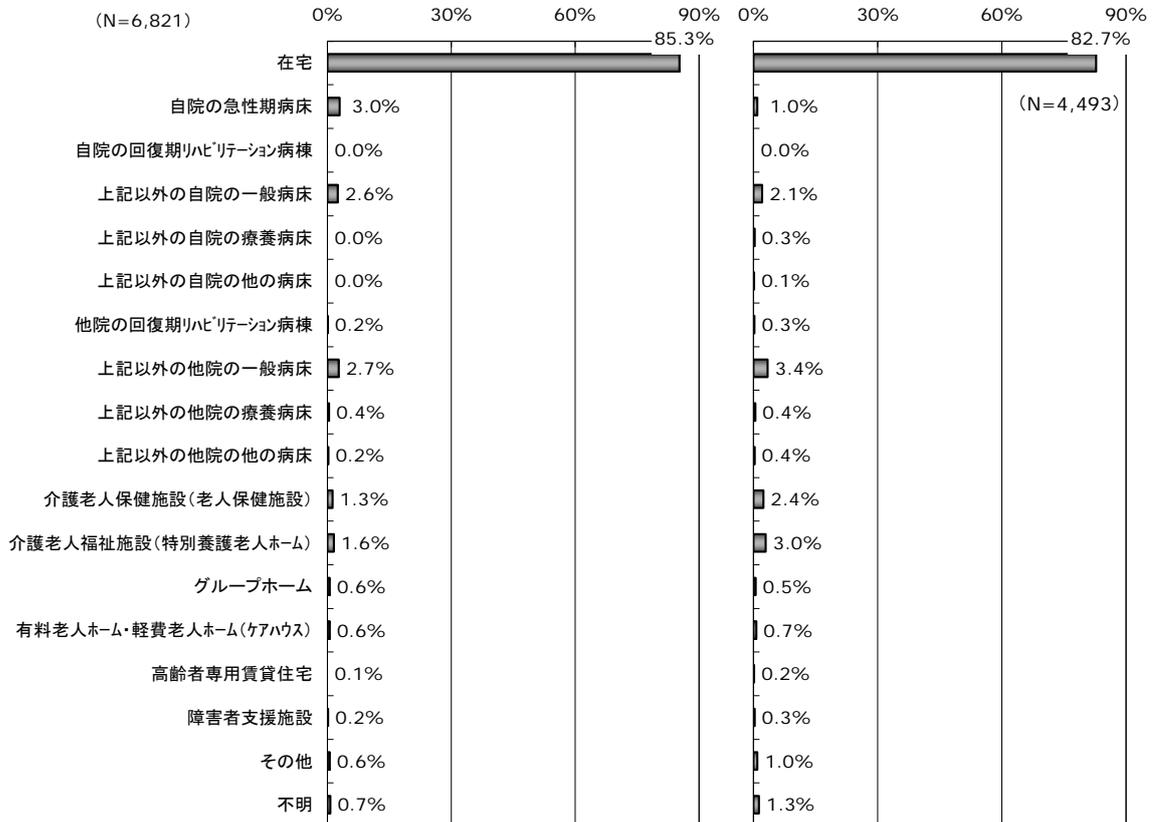 (N=6,821) 0% 30% 60% 90% 0% 30% 60% 90%
在宅 85.3% 82.7%
自院の急性期病床 3.0% 1.0% (N=4,493)
自院の回復期ﾘﾊﾋﾞﾘﾃｰｼｮﾝ病棟 0.0% 0.0%
上記以外の自院の一般病床 2.6% 2.1%
上記以外の自院の療養病床 0.0% 0.3%
上記以外の自院の他の病床 0.0% 0.1%
他院の回復期ﾘﾊﾋﾞﾘﾃｰｼｮﾝ病棟 0.2% 0.3%
上記以外の他院の一般病床 2.7% 3.4%
上記以外の他院の療養病床 0.4% 0.4%
上記以外の他院の他の病床 0.2% 0.4%
介護老人保健施設(老人保健施設) 1.3% 2.4%
介護老人福祉施設(特別養護老人ﾎｰﾑ) 1.6% 3.0%
グループホーム 0.6% 0.5%
有料老人ﾎｰﾑ・軽費老人ﾎｰﾑ(ｹｱﾊｳｽ) 0.6% 0.7%
高齢者専用賃貸住宅 0.1% 0.2%
障害者支援施設 0.2% 0.3%
その他 0.6% 1.0%
不明 0.7% 1.3%